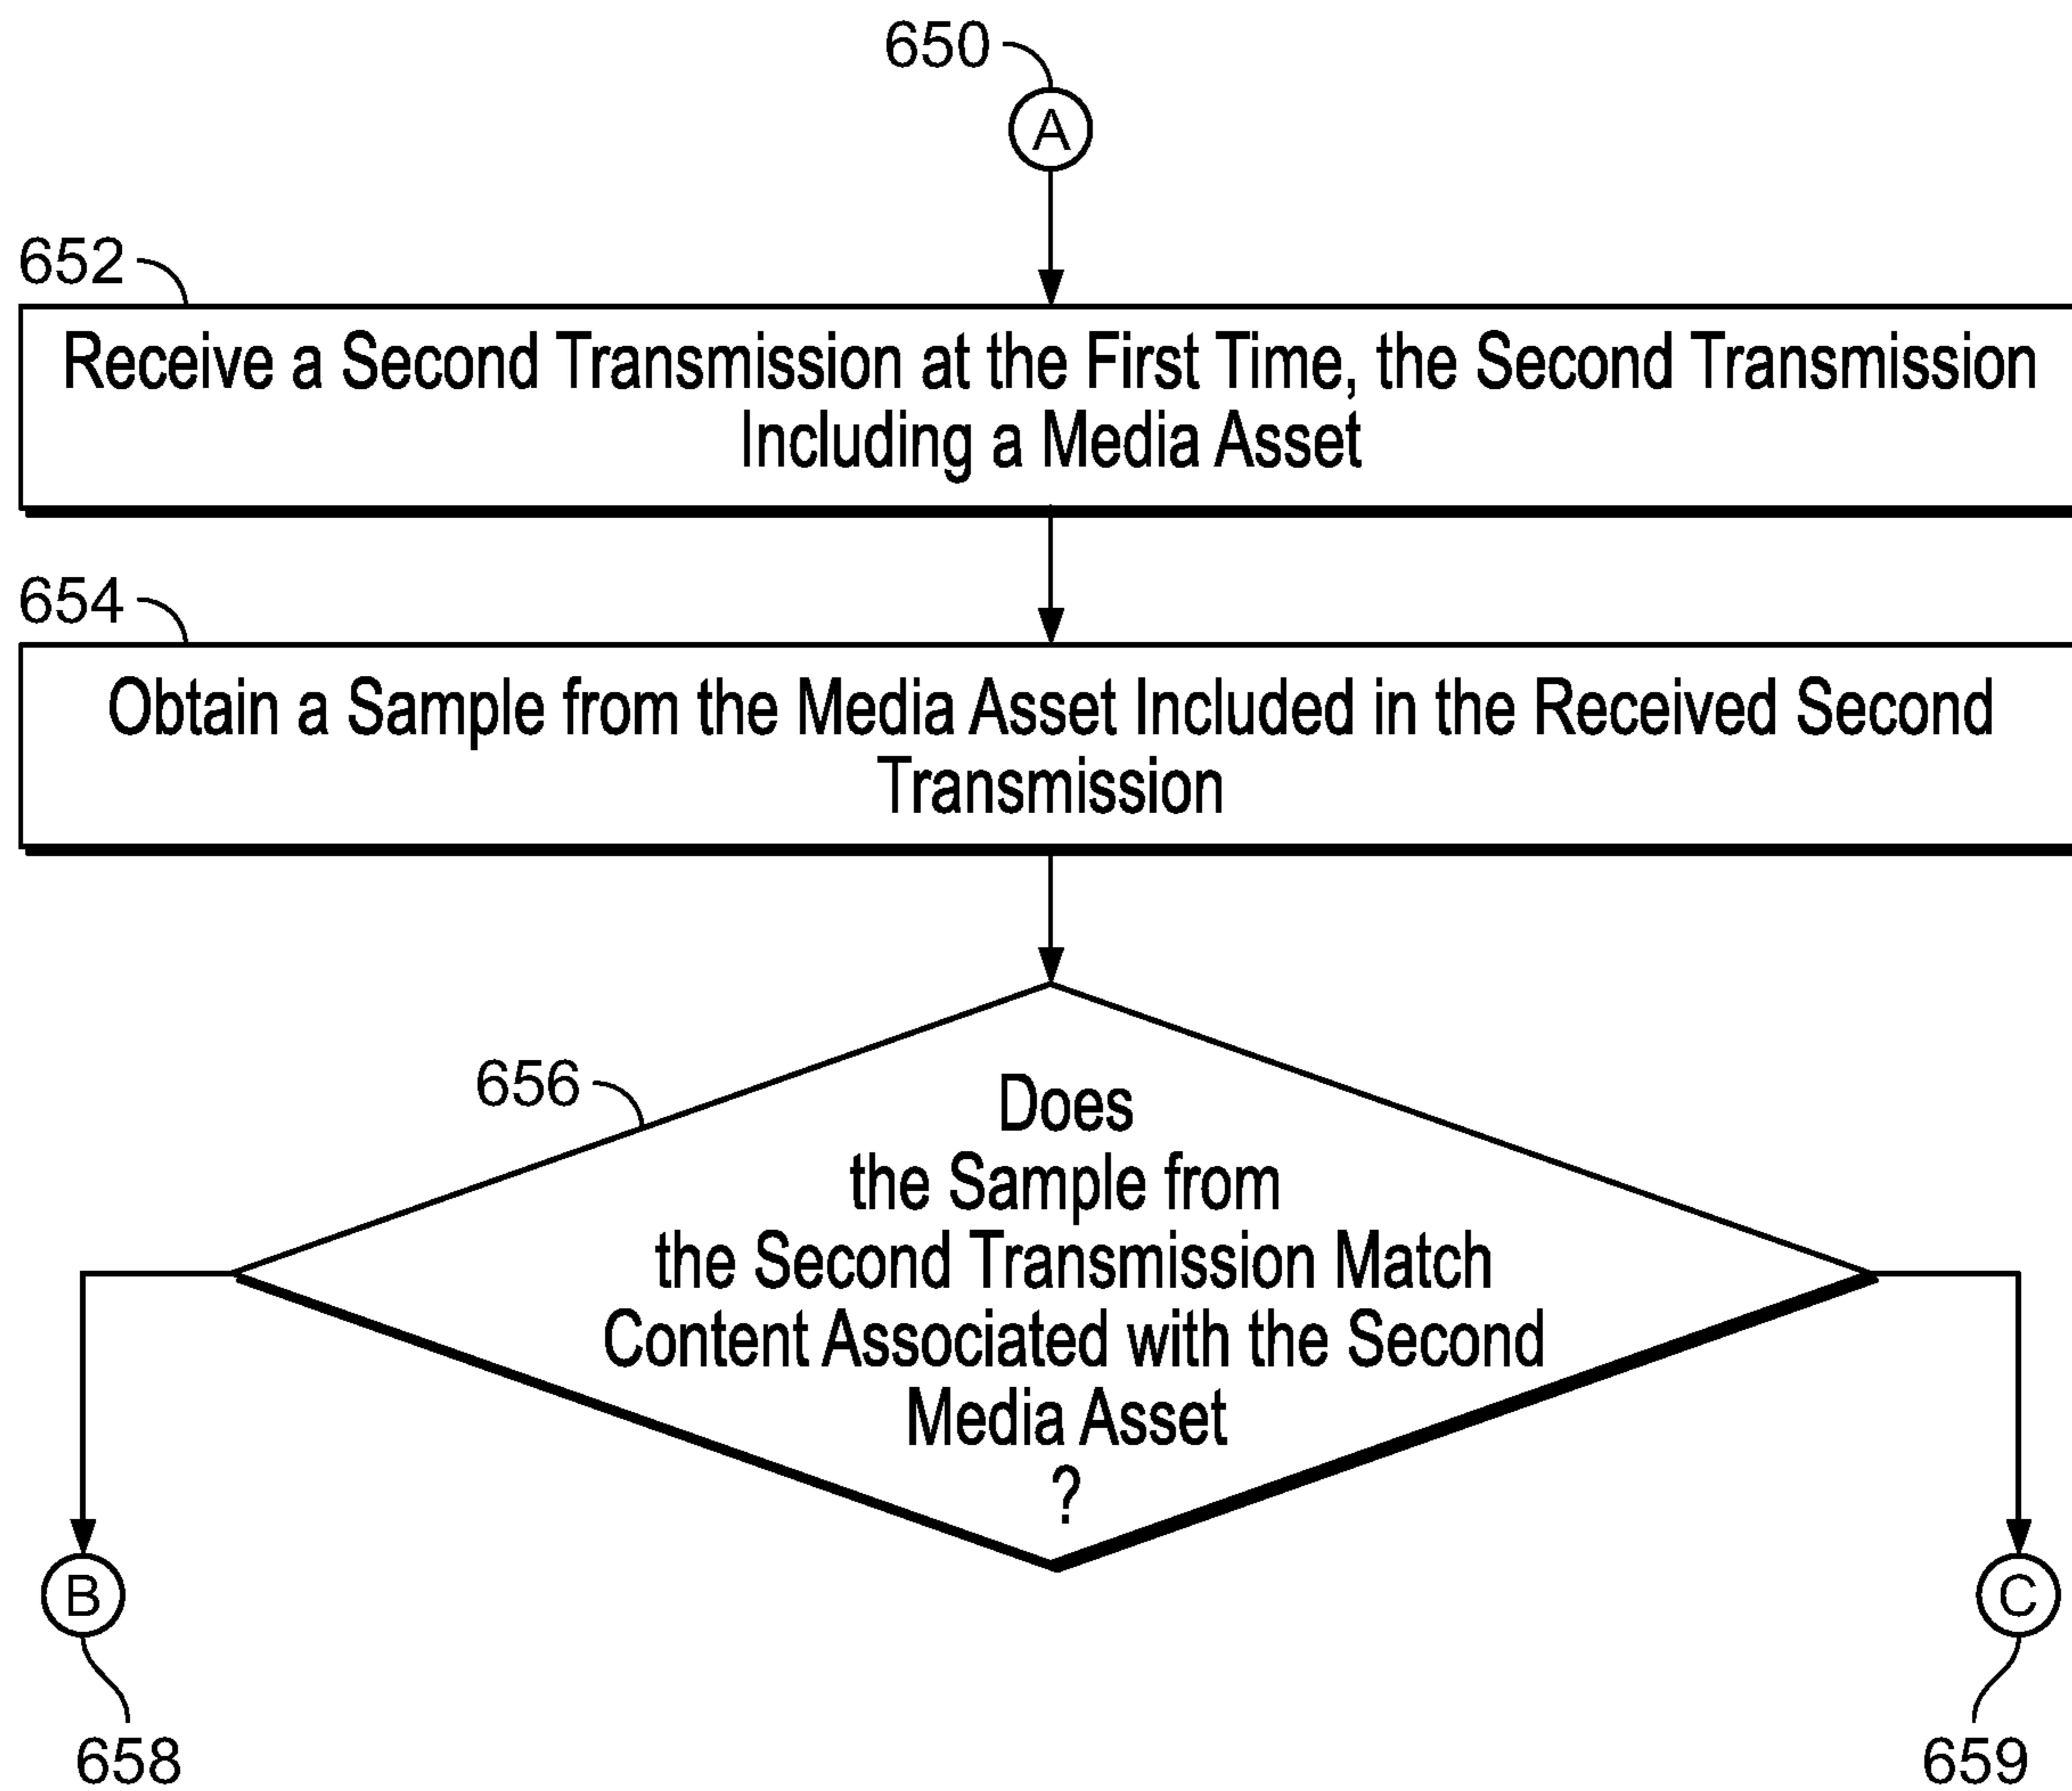 650
A
652
Receive a Second Transmission at the First Time, the Second Transmission
Including a Media Asset
654
Obtain a Sample from the Media Asset Included in the Received Second
Transmission
656
Does
the Sample from
the Second Transmission Match
Content Associated with the Second
Media Asset
?
B
C
658
659